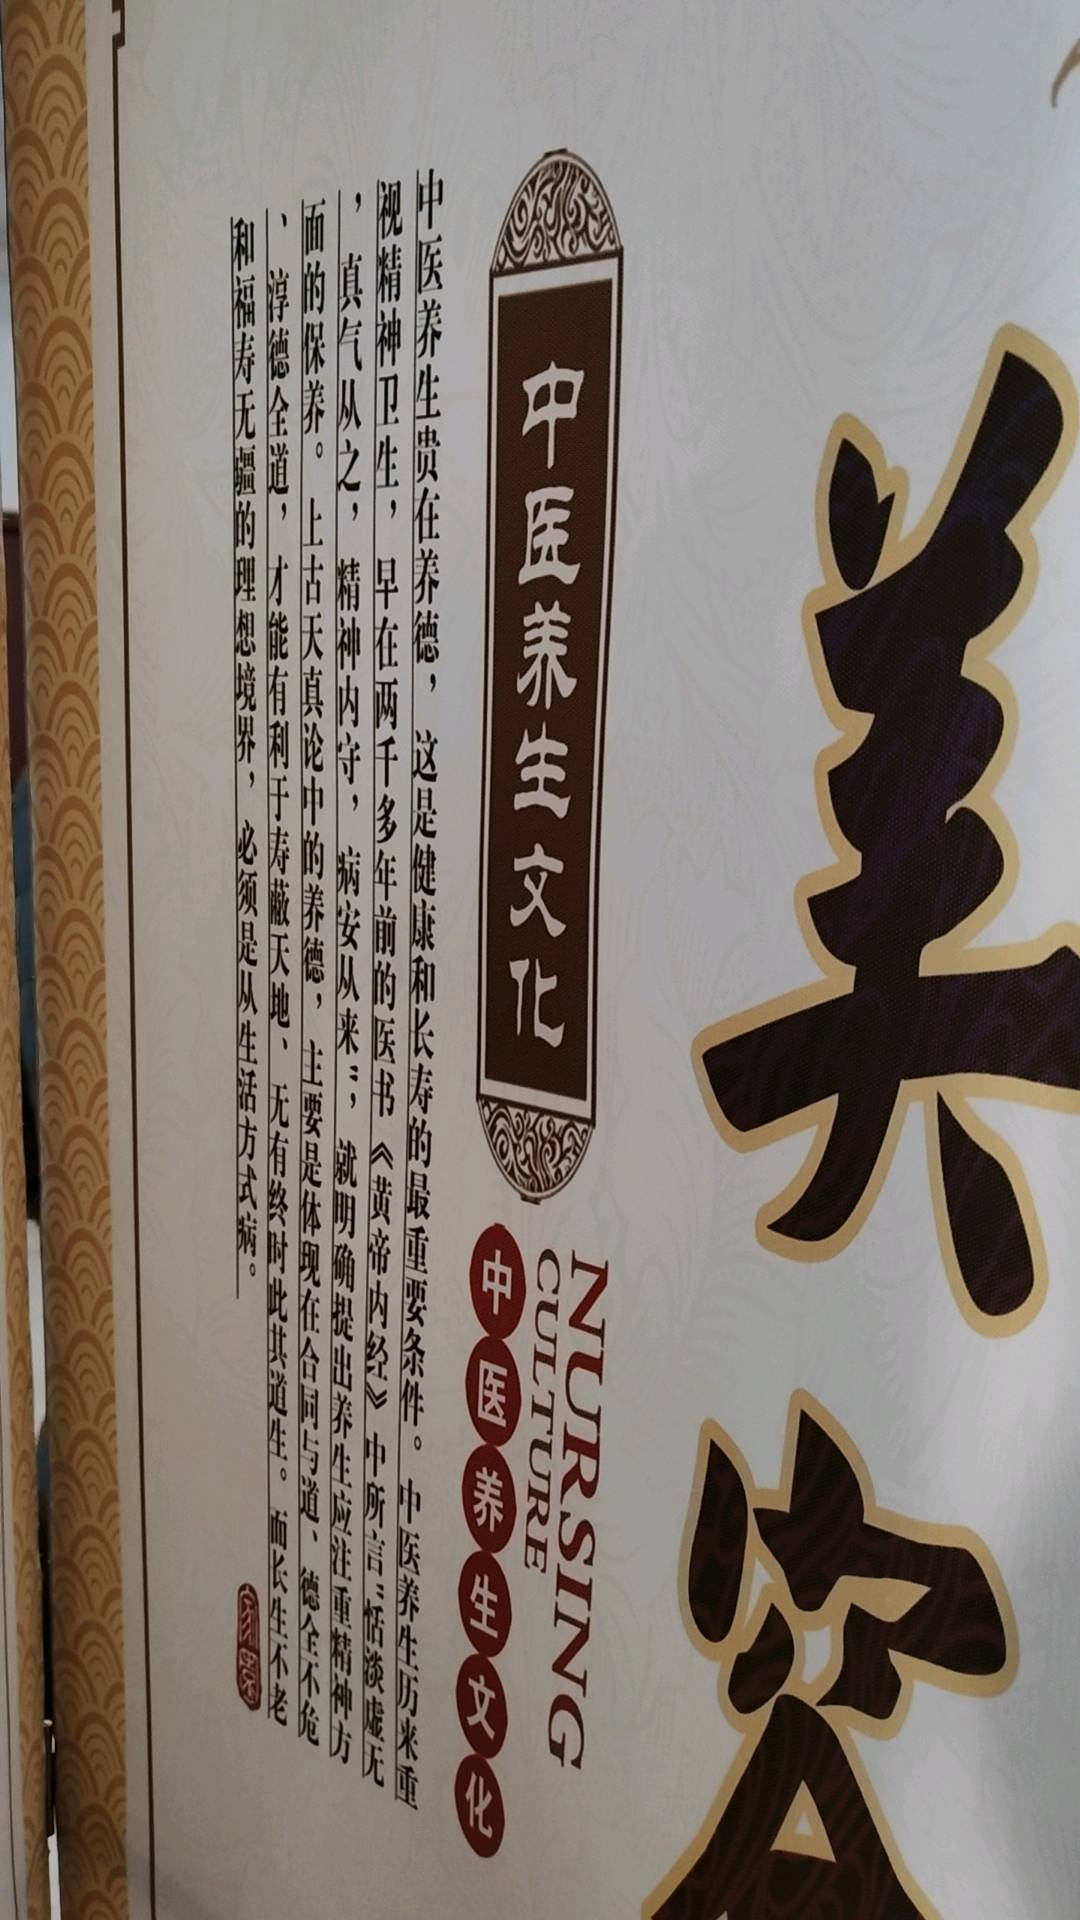 美容
中医养生文化
NURSING
CULTURE
中医养生文化
中医养生贵在养德，这是健康和长寿的最重要条件。中医养生历来重
视精神卫生，早在两千多年前的医书《黄帝内经》中所言“恬淡虚无
，真气从之，精神内守，病安从来”，就明确提出养生应注重精神方
面的保养。上古天真论中的养德，主要是体现在合同与道、德全不危
、淳德全道，才能有利于寿蔽天地、无有终时此其道生。而长生不老
和福寿无疆的理想境界，必须是从生活方式病。